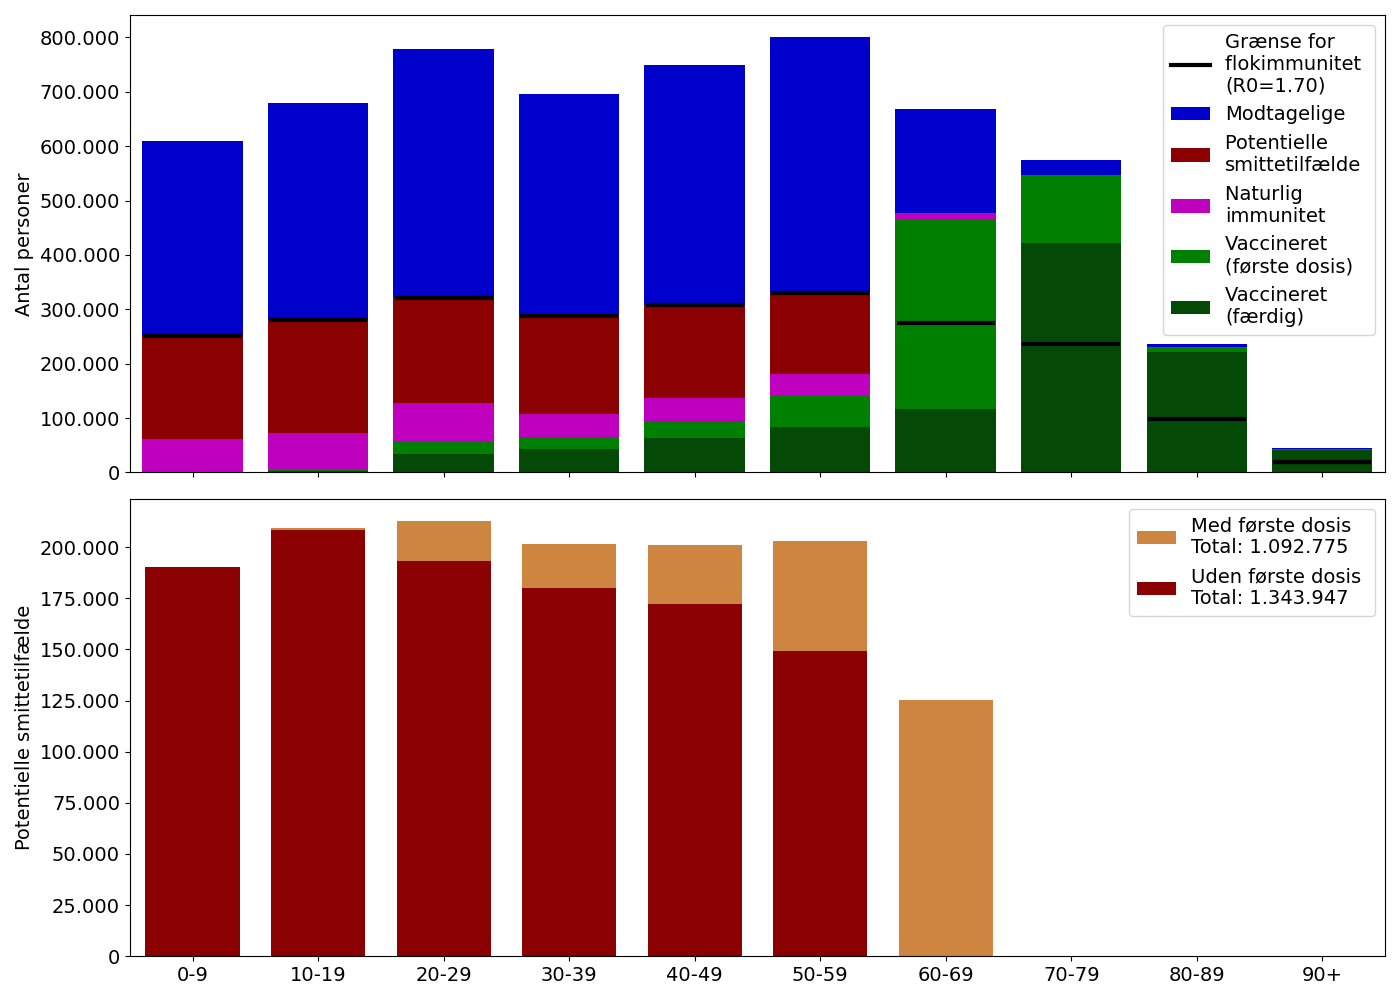 Antal personer
800.000
700.000
600.000
500.000
400.000
300.000
200.000
100.000
0
Grænse for
flokimmunitet
(R0=1.70)
Modtagelige
Potentielle
smittetilfælde
Naturlig
immunitet
Vaccineret
(første dosis)
Vaccineret
(færdig)
Potentielle smittetilfælde
200.000
175.000
150.000
125.000
100.000
75.000
50.000
25.000
0
Med første dosis
Total: 1.092.775
Uden første dosis
Total: 1.343.947
0-9 10-19 20-29 30-39 40-49 50-59 60-69 70-79 80-89 90+